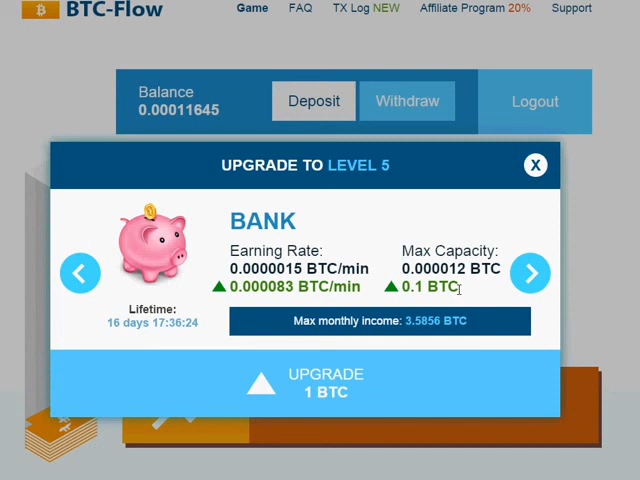 BTC-Flow
Game FAQ TX Log NEW Affiliate Program 20% Support
Balance
0.00011645
Deposit Withdraw Logout
UPGRADE TO LEVEL 5
X
BANK
Earning Rate: Max Capacity:
0.0000015 BTC/min 0.000012 BTC
0.000083 BTC/min 0.1 BTC
Lifetime:
16 days 17:36:24
Max monthly income: 3.5856 BTC
UPGRADE
1 BTC